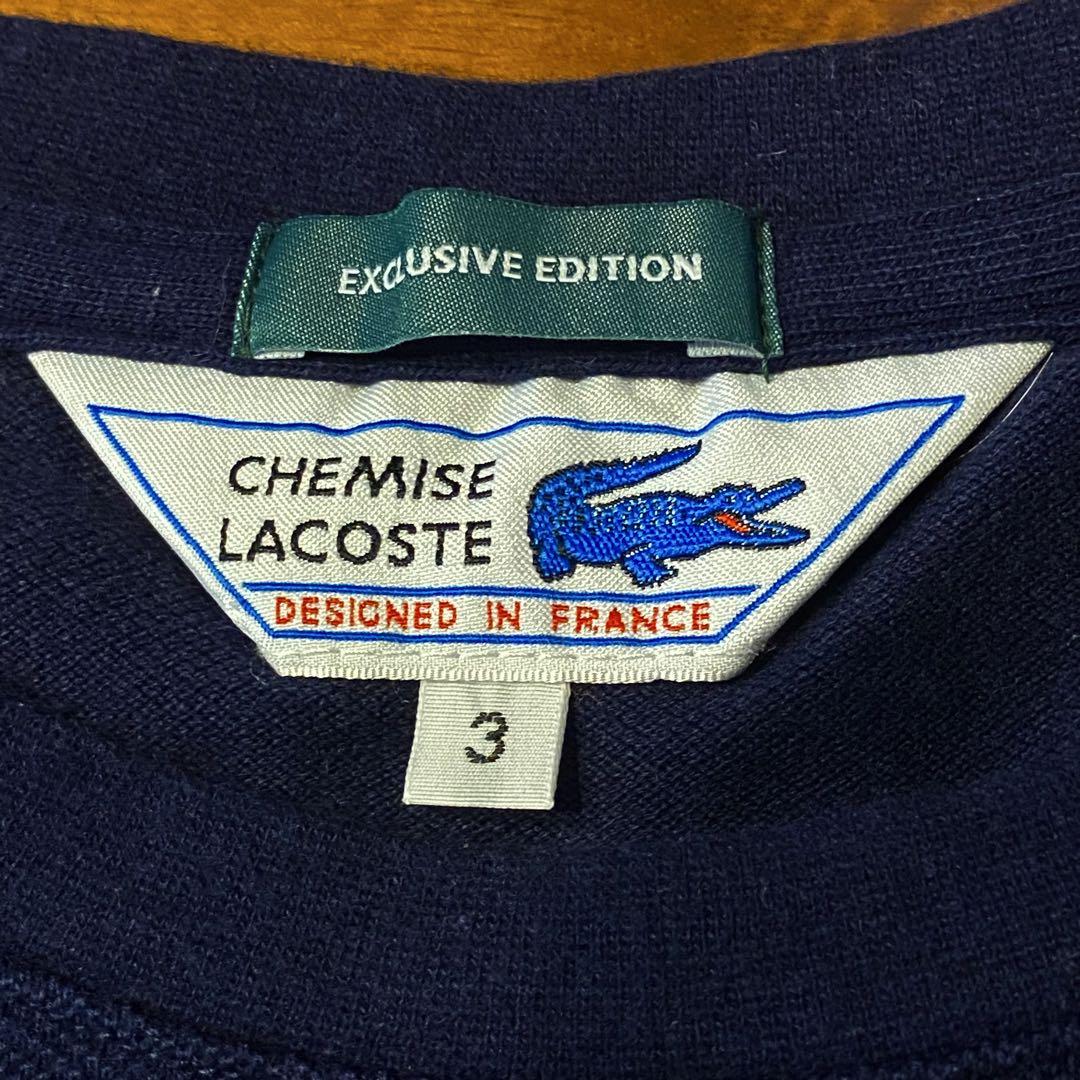 EXCLUSIVE EDITION
CHEMISE
LACOSTE
DESIGNED IN FRANCE
3